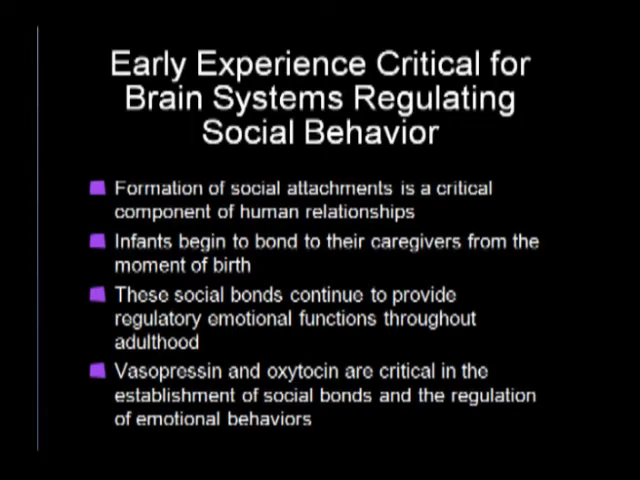 Early Experience Critical for
Brain Systems Regulating
Social Behavior
Formation of social attachments is a critical
component of human relationships
Infants begin to bond to their caregivers from the
moment of birth
These social bonds continue to provide
regulatory emotional functions throughout
adulthood
Vasopressin and oxytocin are critical in the
establishment of social bonds and the regulation
of emotional behaviors